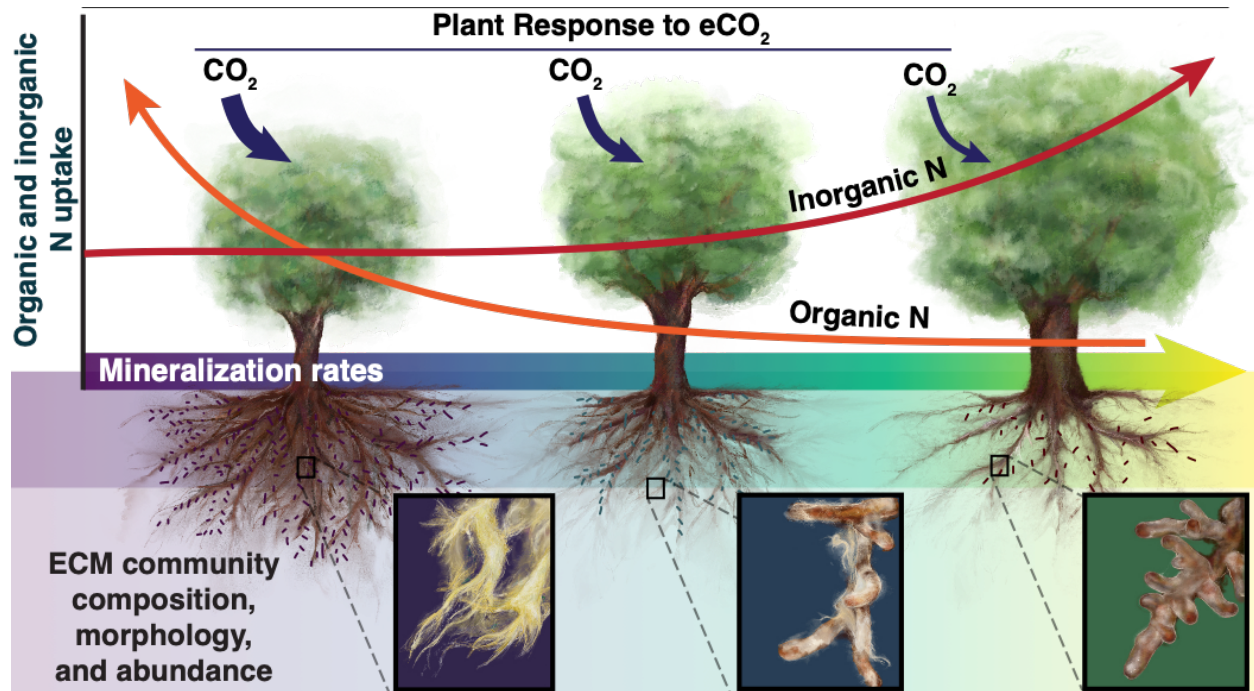 Plant Response to eCO₂
CO₂
CO₂
CO₂
Organic and inorganic
N uptake
Inorganic N
Organic N
Mineralization rates
ECM community
composition,
morphology,
and abundance